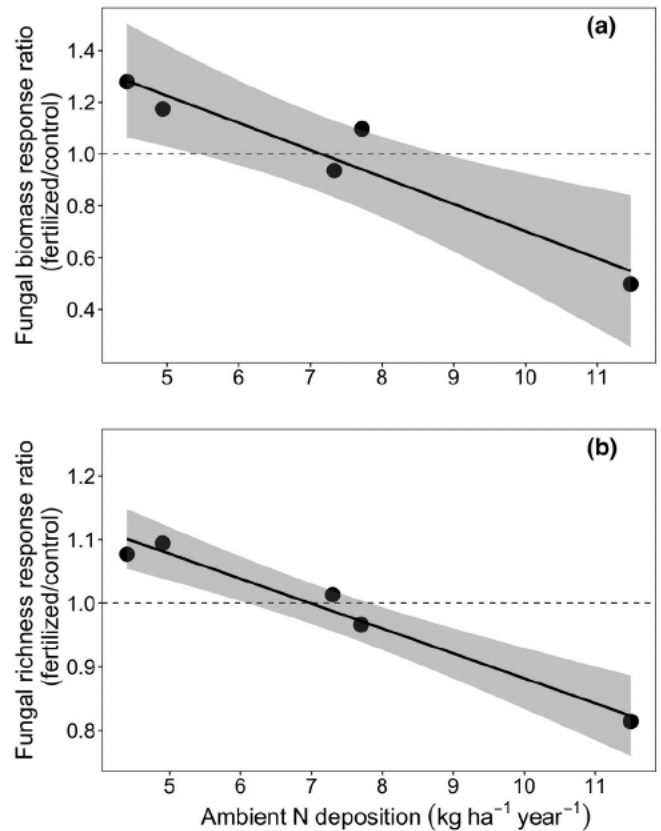 (a)
Fungal biomass response ratio
(fertilized/control)
1.4
1.2
1.0
0.8
0.6
0.4
5 6 7 8 9 10 11
(b)
Fungal richness response ratio
(fertilized/control)
1.2
1.1
1.0
0.9
0.8
5 6 7 8 9 10 11
Ambient N deposition (kg ha⁻¹ year⁻¹)